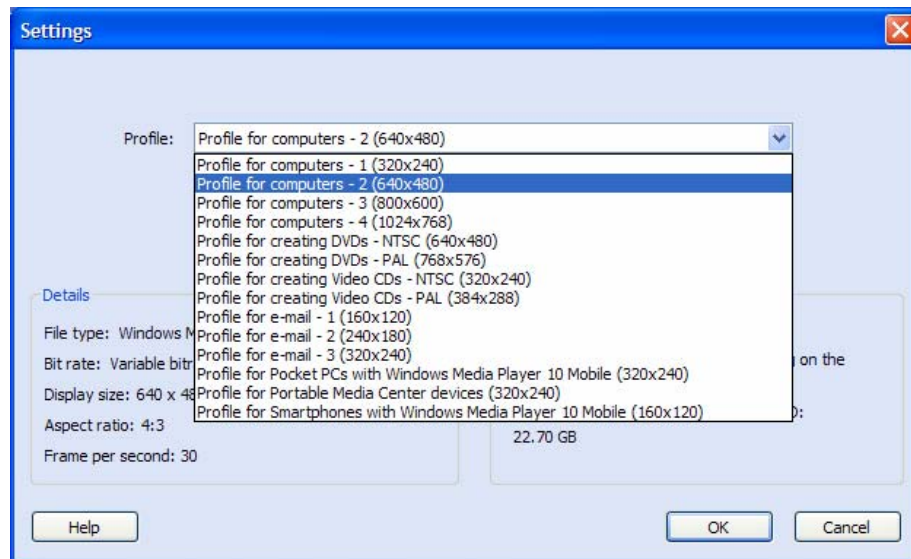 Settings
Profile: Profile for computers - 2 (640x480)
Profile for computers - 1 (320x240)
Profile for computers - 2 (640x480)
Profile for computers - 3 (800x600)
Profile for computers - 4 (1024x768)
Profile for creating DVDs - NTSC (640x480)
Profile for creating DVDs - PAL (768x576)
Profile for creating Video CDs - NTSC (320x240)
Profile for creating Video CDs - PAL (384x288)
Profile for e-mail - 1 (160x120)
Profile for e-mail - 2 (240x180)
Profile for e-mail - 3 (320x240)
Profile for Pocket PCs with Windows Media Player 10 Mobile (320x240)
Profile for Portable Media Center devices (320x240)
Profile for Smartphones with Windows Media Player 10 Mobile (160x120)
Details
File type: Windows M
Bit rate: Variable bitr
Display size: 640 x 48
Aspect ratio: 4:3
Frame per second: 30
on the
22.70 GB
Help
OK
Cancel